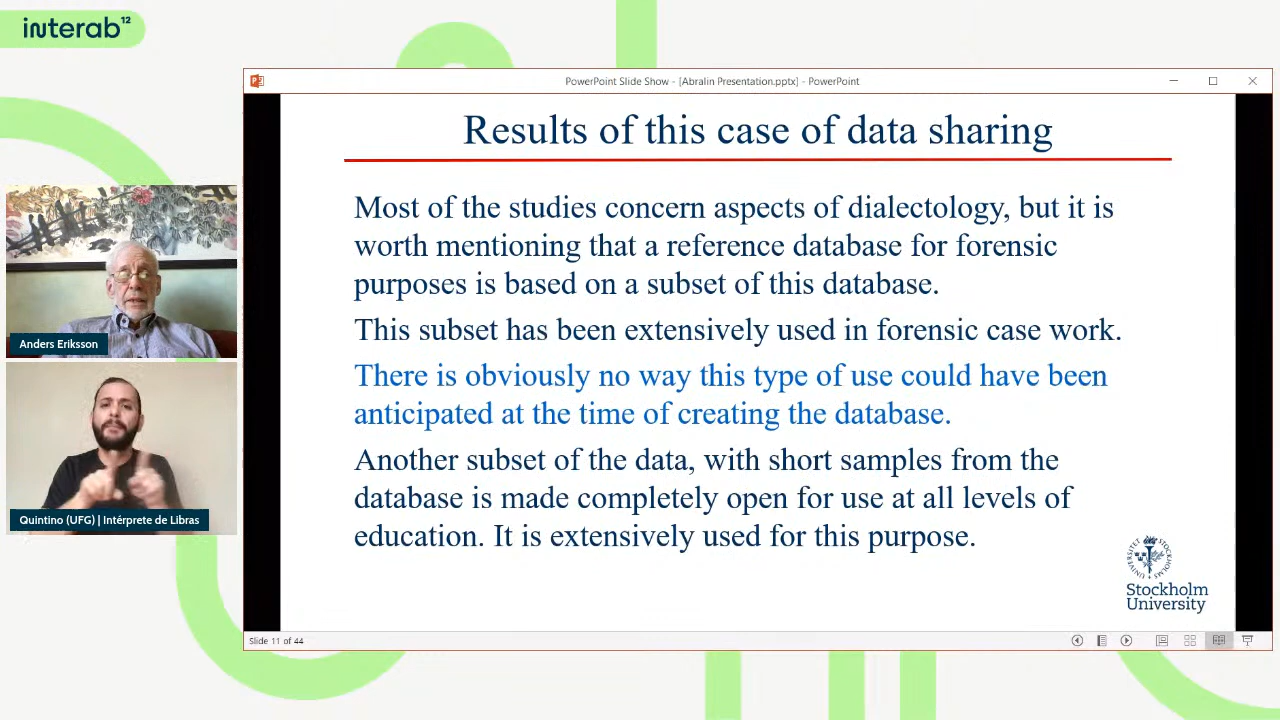 interab¹²
PowerPoint Slide Show - [Abralin Presentation.pptx] - PowerPoint
Results of this case of data sharing
Most of the studies concern aspects of dialectology, but it is
worth mentioning that a reference database for forensic
purposes is based on a subset of this database.
This subset has been extensively used in forensic case work.
There is obviously no way this type of use could have been
anticipated at the time of creating the database.
Another subset of the data, with short samples from the
database is made completely open for use at all levels of
education. It is extensively used for this purpose.
Stockholm
University
Slide 11 of 44
Anders Eriksson
Quintino (UFG) | Intérprete de Libras